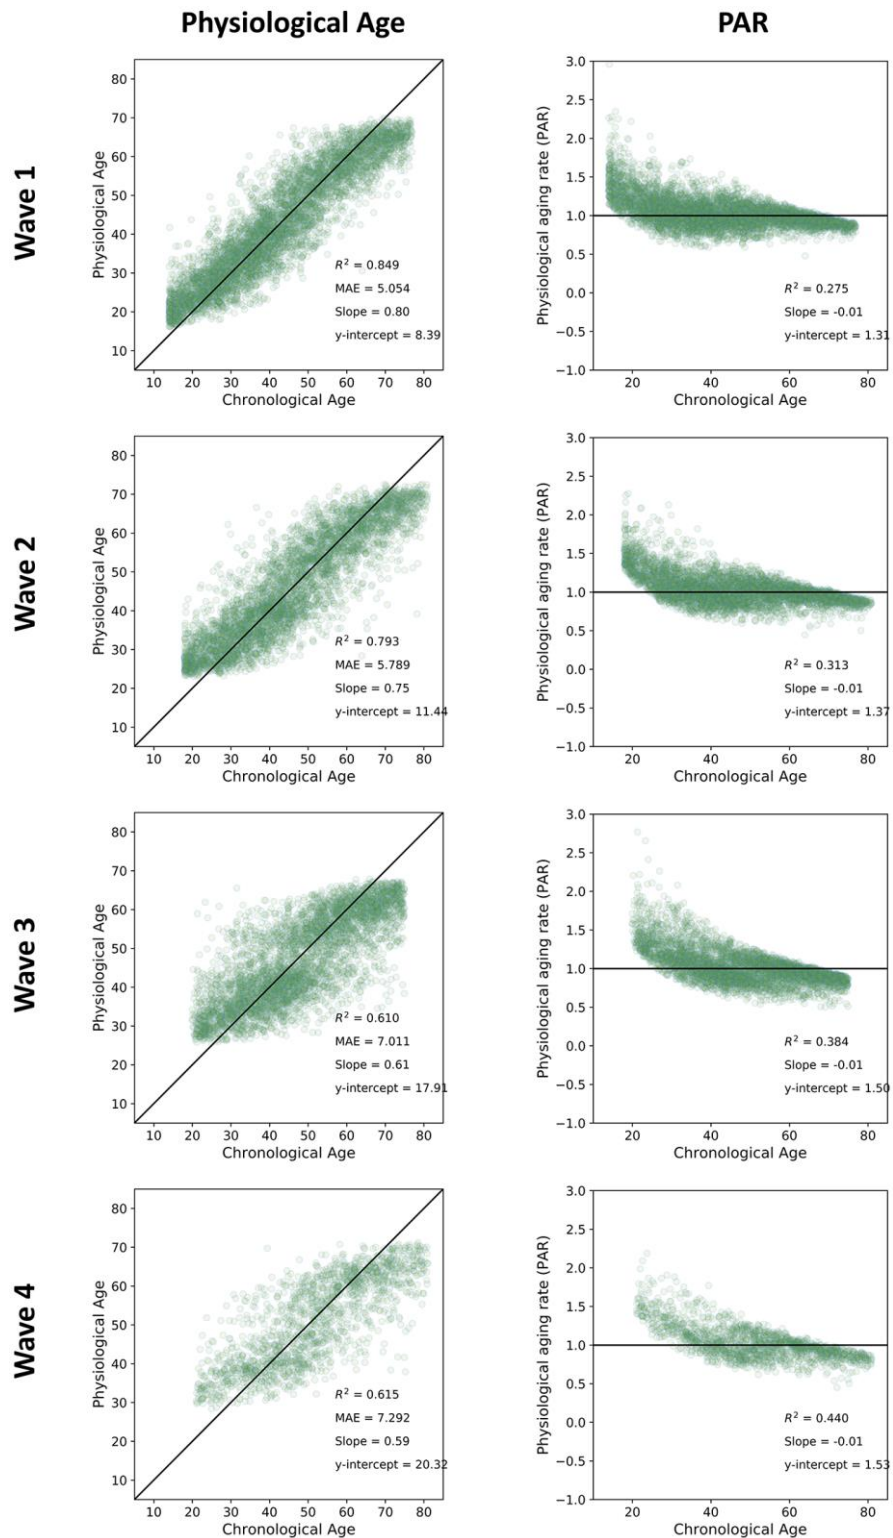 Physiological Age
PAR
Wave 1
Physiological Age
80
70
60
50
40
30
20
10
R² = 0.849
MAE = 5.054
Slope = 0.80
y-intercept = 8.39
10 20 30 40 50 60 70 80
Chronological Age
Physiological aging rate (PAR)
3.0
2.5
2.0
1.5
1.0
0.5
0.0
−0.5
−1.0
R² = 0.275
Slope = -0.01
y-intercept = 1.31
20 40 60 80
Chronological Age
Wave 2
Physiological Age
80
70
60
50
40
30
20
10
R² = 0.793
MAE = 5.789
Slope = 0.75
y-intercept = 11.44
10 20 30 40 50 60 70 80
Chronological Age
Physiological aging rate (PAR)
3.0
2.5
2.0
1.5
1.0
0.5
0.0
−0.5
−1.0
R² = 0.313
Slope = -0.01
y-intercept = 1.37
20 40 60 80
Chronological Age
Wave 3
Physiological Age
80
70
60
50
40
30
20
10
R² = 0.610
MAE = 7.011
Slope = 0.61
y-intercept = 17.91
10 20 30 40 50 60 70 80
Chronological Age
Physiological aging rate (PAR)
3.0
2.5
2.0
1.5
1.0
0.5
0.0
−0.5
−1.0
R² = 0.384
Slope = -0.01
y-intercept = 1.50
20 40 60 80
Chronological Age
Wave 4
Physiological Age
80
70
60
50
40
30
20
10
R² = 0.615
MAE = 7.292
Slope = 0.59
y-intercept = 20.32
10 20 30 40 50 60 70 80
Chronological Age
Physiological aging rate (PAR)
3.0
2.5
2.0
1.5
1.0
0.5
0.0
−0.5
−1.0
R² = 0.440
Slope = -0.01
y-intercept = 1.53
20 40 60 80
Chronological Age